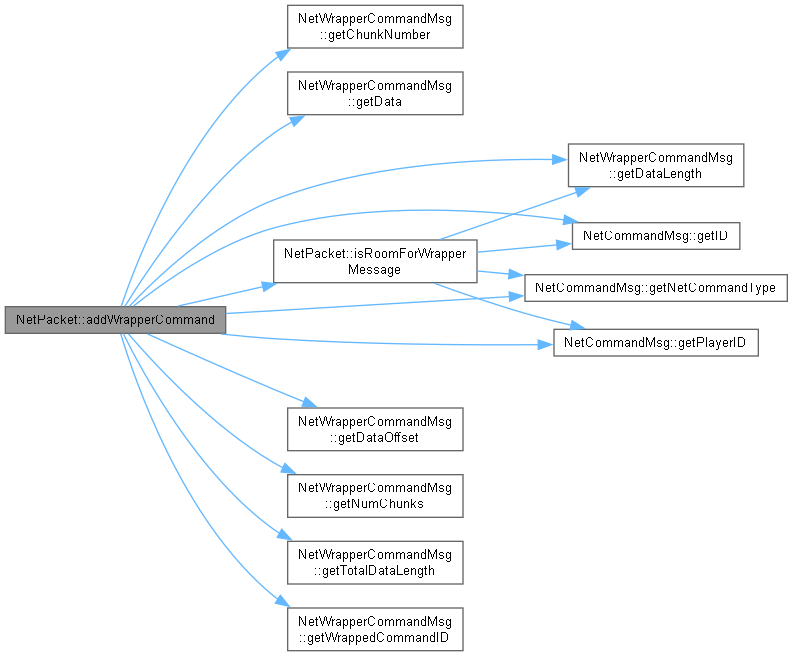 NetWrapperCommandMsg
::getChunkNumber
NetWrapperCommandMsg
::getData
NetWrapperCommandMsg
::getDataLength
NetCommandMsg::getID
NetPacket::isRoomForWrapper
Message
NetCommandMsg::getNetCommandType
NetPacket::addWrapperCommand
NetCommandMsg::getPlayerID
NetWrapperCommandMsg
::getDataOffset
NetWrapperCommandMsg
::getNumChunks
NetWrapperCommandMsg
::getTotalDataLength
NetWrapperCommandMsg
::getWrappedCommandID